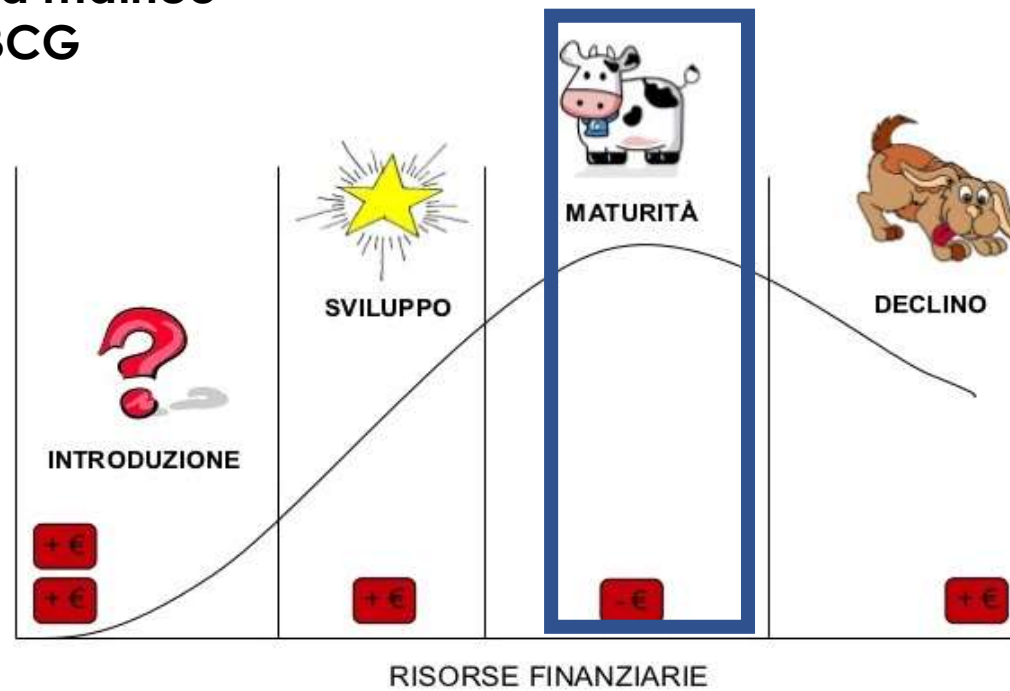 BCG
MATURITÀ
SVILUPPO
DECLINO
INTRODUZIONE
+ €
+ €
+ €
- €
+ €
RISORSE FINANZIARIE